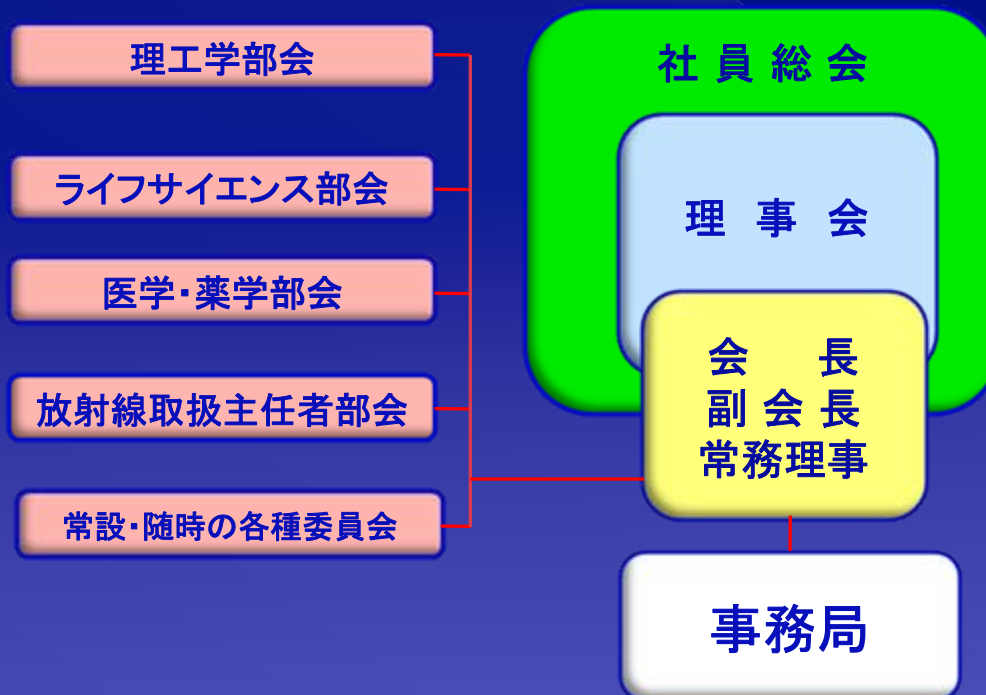 理工学部会
ライフサイエンス部会
医学・薬学部会
放射線取扱主任者部会
常設・随時の各種委員会
社員総会
理事会
会長
副会長
常務理事
事務局